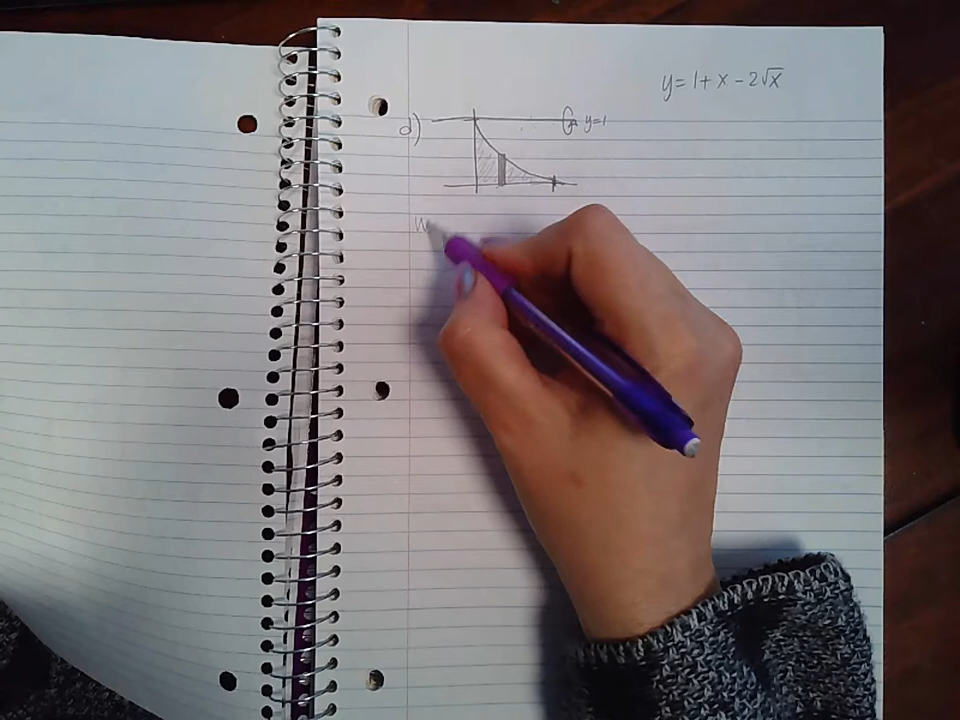 y = 1 + x - 2√x
d)
y=1